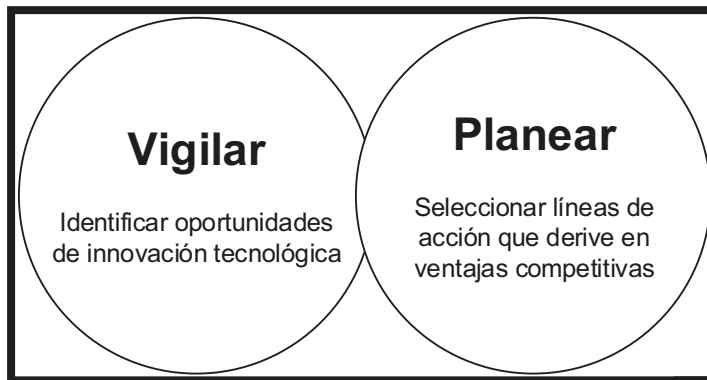 Vigilar
Identificar oportunidades
de innovación tecnológica
Planear
Seleccionar líneas de
acción que derive en
ventajas competitivas